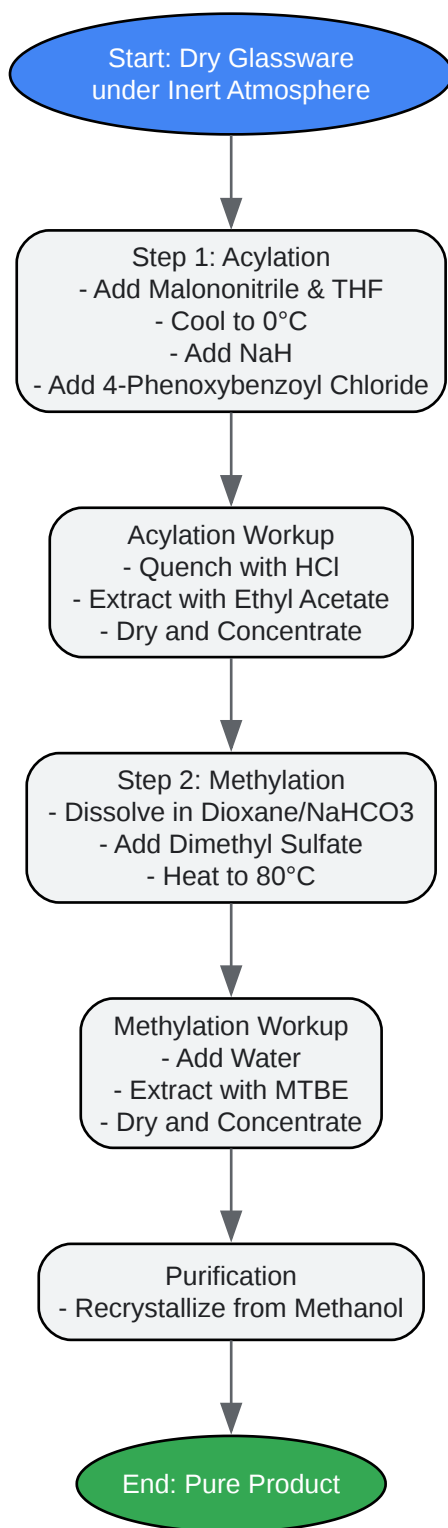 Start: Dry Glassware
under Inert Atmosphere
Step 1: Acylation
- Add Malononitrile & THF
- Cool to 0°C
- Add NaH
- Add 4-Phenoxybenzoyl Chloride
Acylation Workup
- Quench with HCl
- Extract with Ethyl Acetate
- Dry and Concentrate
Step 2: Methylation
- Dissolve in Dioxane/NaHCO3
- Add Dimethyl Sulfate
- Heat to 80°C
Methylation Workup
- Add Water
- Extract with MTBE
- Dry and Concentrate
Purification
- Recrystallize from Methanol
End: Pure Product